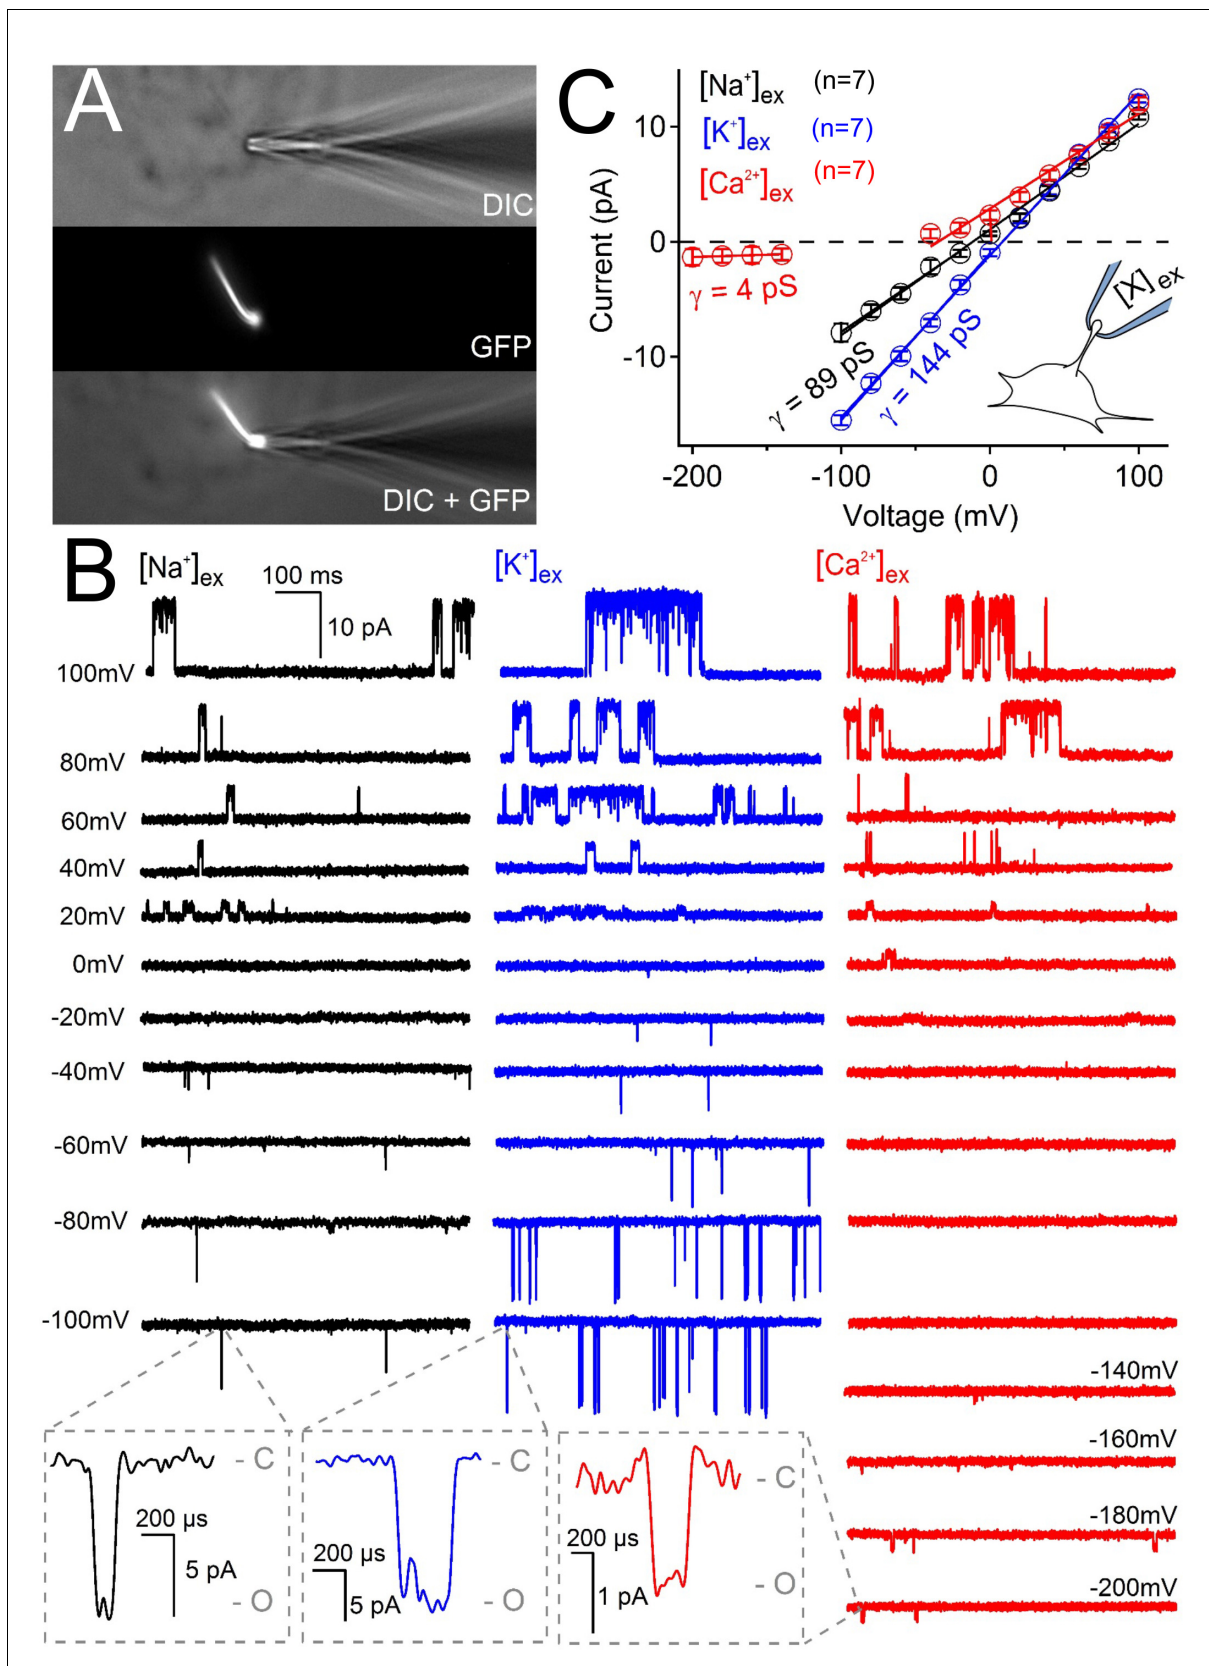 A
DIC
GFP
DIC + GFP
C
[Na⁺]ex (n=7)
[K⁺]ex (n=7)
[Ca²⁺]ex (n=7)
Current (pA)
10
0
-10
γ = 4 pS
γ = 89 pS
γ = 144 pS
[X]ex
-200
-100
0
100
Voltage (mV)
B
[Na⁺]ex
100 ms
10 pA
[K⁺]ex
[Ca²⁺]ex
100mV
80mV
60mV
40mV
20mV
0mV
-20mV
-40mV
-60mV
-80mV
-100mV
-140mV
-160mV
-180mV
-200mV
- C
200 µs
5 pA
- O
- C
200 µs
5 pA
- O
- C
200 µs
1 pA
- O